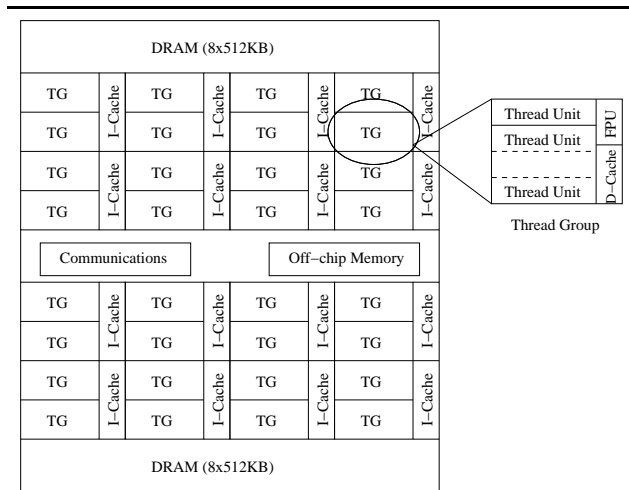 DRAM (8x512KB)
TG I−Cache TG I−Cache TG I−Cache TG I−Cache
TG TG TG TG
TG I−Cache TG I−Cache TG I−Cache TG I−Cache
TG TG TG TG
Thread Unit FPU
Thread Unit
D−Cache
Thread Unit
Thread Group
Communications Off−chip Memory
TG I−Cache TG I−Cache TG I−Cache TG I−Cache
TG TG TG TG
TG I−Cache TG I−Cache TG I−Cache TG I−Cache
TG TG TG TG
DRAM (8x512KB)